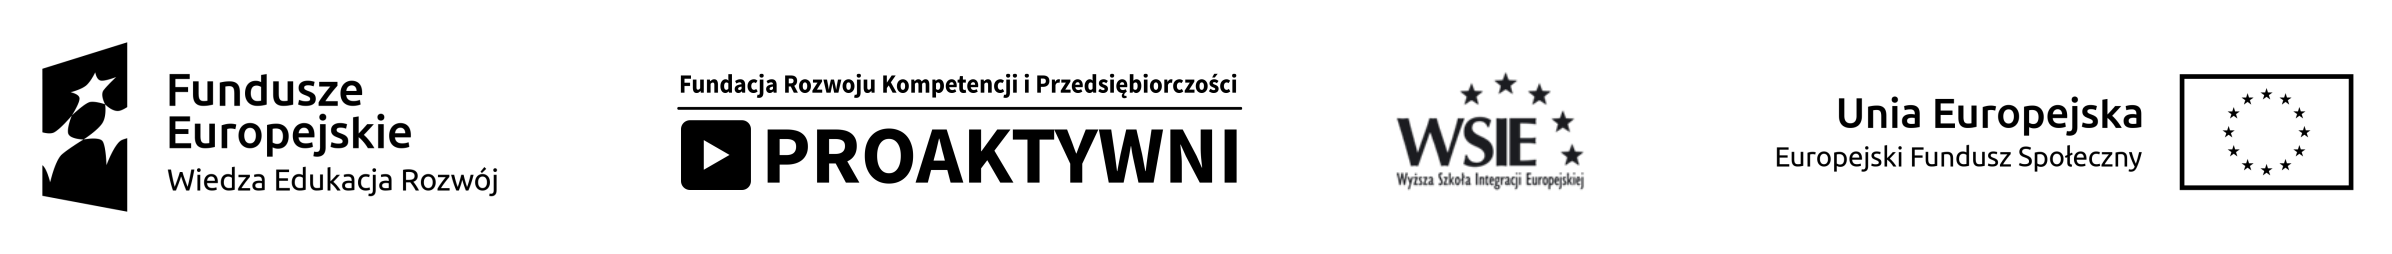 Fundusze
Europejskie
Wiedza Edukacja Rozwój
Fundacja Rozwoju Kompetencji i Przedsiębiorczości
PROAKTYWNI
WSIE
Wyższa Szkoła Integracji Europejskiej
Unia Europejska
Europejski Fundusz Społeczny